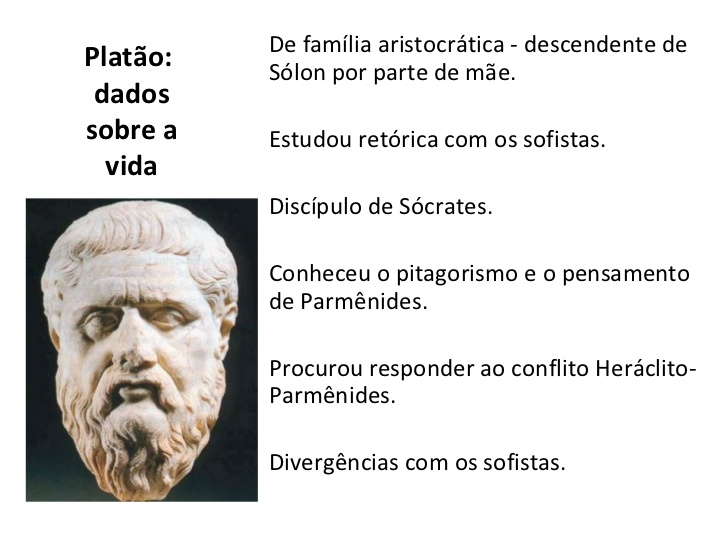 Platão:
dados
sobre a
vida
De família aristocrática - descendente de
Sólon por parte de mãe.
Estudou retórica com os sofistas.
Discípulo de Sócrates.
Conheceu o pitagorismo e o pensamento
de Parmênides.
Procurou responder ao conflito Heráclito-
Parmênides.
Divergências com os sofistas.